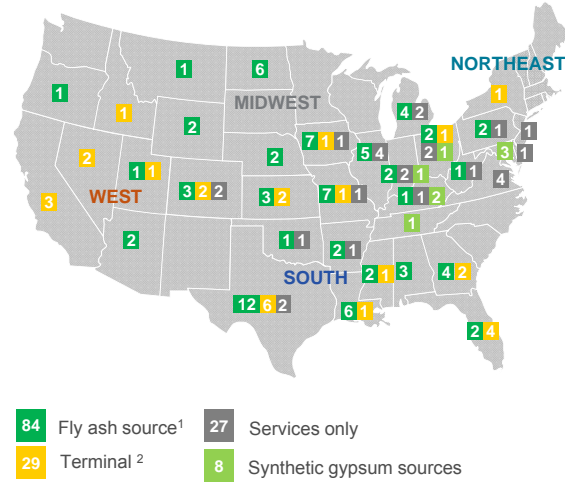 NORTHEAST
1
6
MIDWEST
1
1
4 2
1
2
7 1 1
2 1
2 1
1
2
5 4
2 1
3
1
2
1 1
2 2 1
1 1
4
WEST
3 2 2
3 2
7 1 1
1 1 2
3
1
2
1 1
2 1
SOUTH
2 1
3
4 2
12 6 2
6 1
2 4
84 Fly ash source¹
27 Services only
29 Terminal ²
8 Synthetic gypsum sources